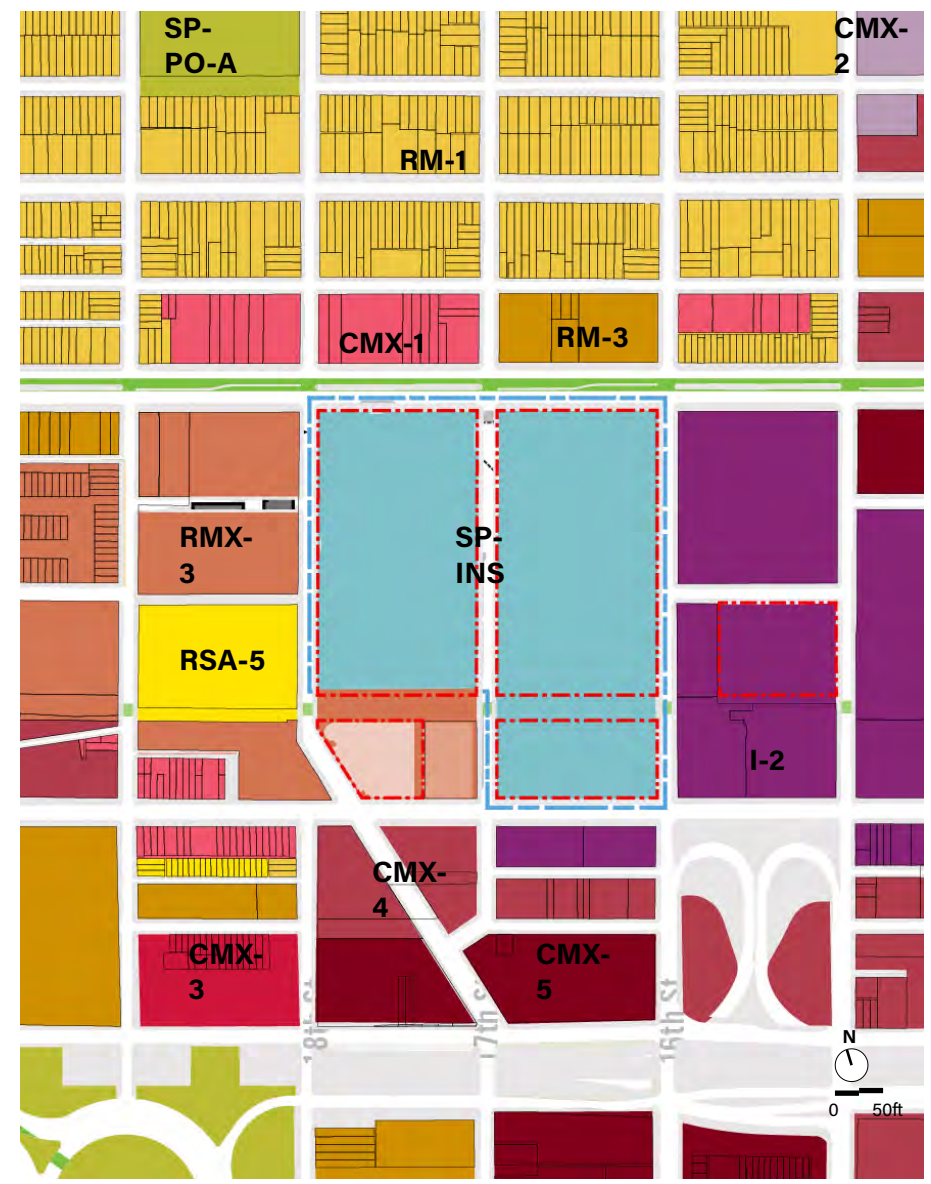 SP-
PO-A
CMX-
2
RM-1
CMX-1
RM-3
RMX-
3
SP-
INS
RSA-5
I-2
CMX-
4
CMX-
3
CMX-
5
18th St
17th St
16th St
N
0 50ft